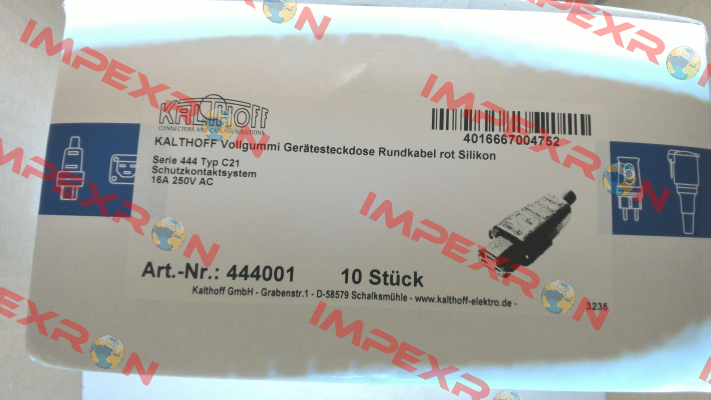 KALTHOFF
CONNECTORS AND CABLING SOLUTIONS
4016667004752
KALTHOFF Vollgummi Gerätesteckdose Rundkabel rot Silikon
Serie 444 Typ C21
Schutzkontaktsystem
16A 250V AC
Art.-Nr.: 444001 10 Stück
Kalthoff GmbH - Grabenstr.1 - D-58579 Schalksmühle - www.kalthoff-elektro.de -
3235
IMPEXRON
IMPEXRON
IMPEXRON
IMPEXRON
IMPEXRON
IMPEXRON
IMPEXRON